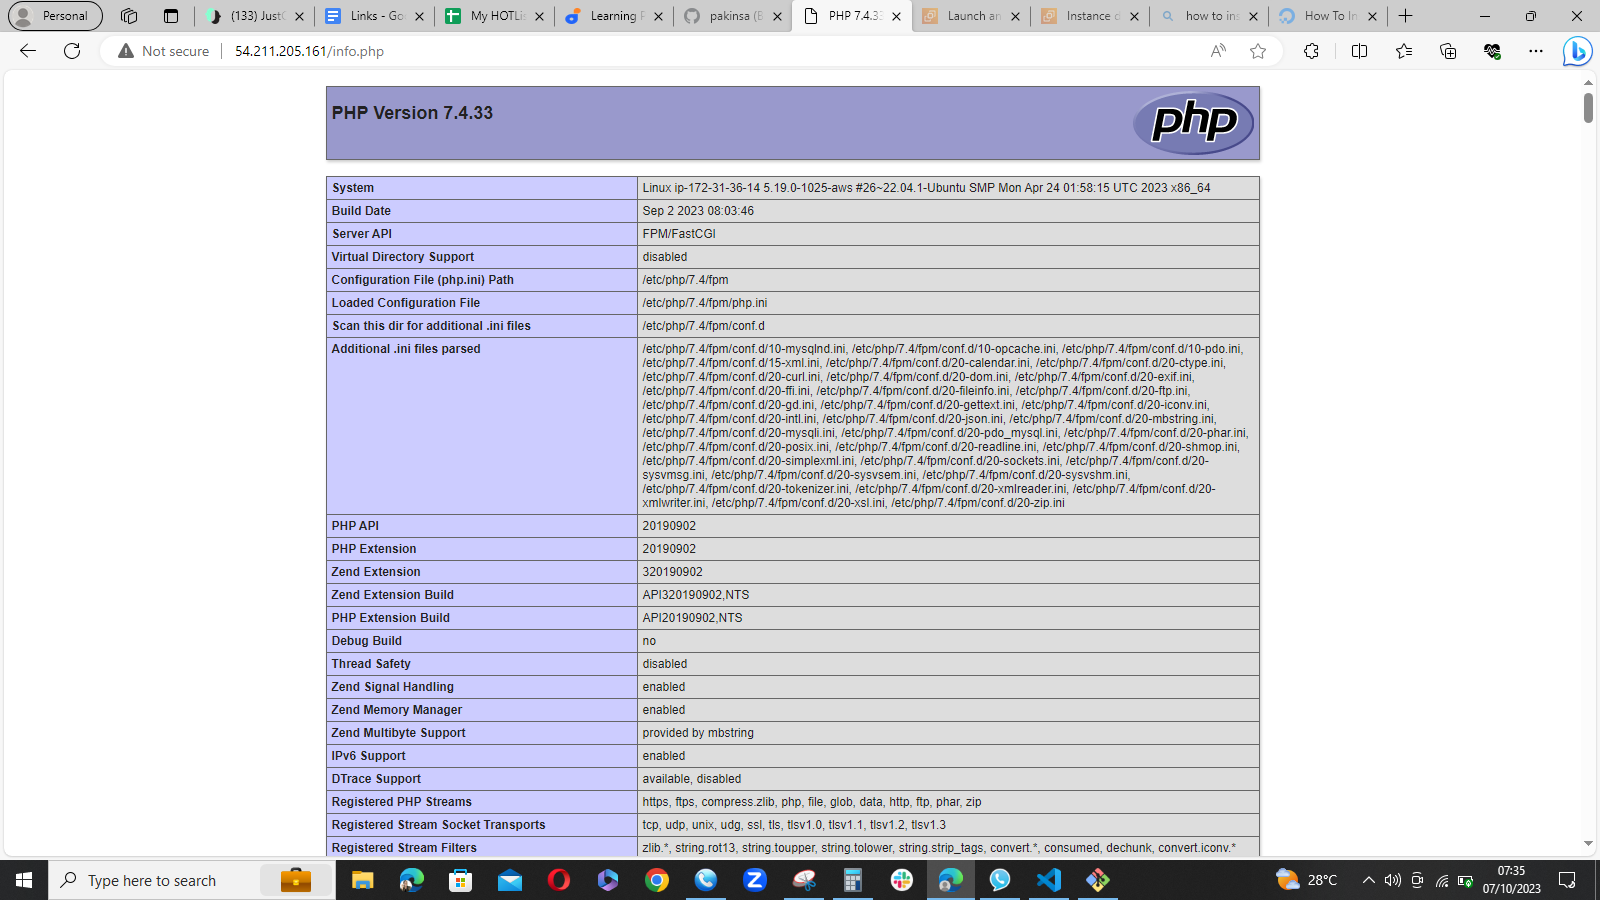 Personal
(133) Just
Links - Go
My HOTLis
Learning P
pakinsa (B
PHP 7.4.33
Launch an
Instance d
how to ins
How To In
Not secure
54.211.205.161/info.php
PHP Version 7.4.33
php
System Linux ip-172-31-36-14 5.19.0-1025-aws #26~22.04.1-Ubuntu SMP Mon Apr 24 01:58:15 UTC 2023 x86_64
Build Date Sep 2 2023 08:03:46
Server API FPM/FastCGI
Virtual Directory Support disabled
Configuration File (php.ini) Path /etc/php/7.4/fpm
Loaded Configuration File /etc/php/7.4/fpm/php.ini
Scan this dir for additional .ini files /etc/php/7.4/fpm/conf.d
Additional .ini files parsed /etc/php/7.4/fpm/conf.d/10-mysqlnd.ini, /etc/php/7.4/fpm/conf.d/10-opcache.ini, /etc/php/7.4/fpm/conf.d/10-pdo.ini,
/etc/php/7.4/fpm/conf.d/15-xml.ini, /etc/php/7.4/fpm/conf.d/20-calendar.ini, /etc/php/7.4/fpm/conf.d/20-ctype.ini,
/etc/php/7.4/fpm/conf.d/20-curl.ini, /etc/php/7.4/fpm/conf.d/20-dom.ini, /etc/php/7.4/fpm/conf.d/20-exif.ini,
/etc/php/7.4/fpm/conf.d/20-ffi.ini, /etc/php/7.4/fpm/conf.d/20-fileinfo.ini, /etc/php/7.4/fpm/conf.d/20-ftp.ini,
/etc/php/7.4/fpm/conf.d/20-gd.ini, /etc/php/7.4/fpm/conf.d/20-gettext.ini, /etc/php/7.4/fpm/conf.d/20-iconv.ini,
/etc/php/7.4/fpm/conf.d/20-intl.ini, /etc/php/7.4/fpm/conf.d/20-json.ini, /etc/php/7.4/fpm/conf.d/20-mbstring.ini,
/etc/php/7.4/fpm/conf.d/20-mysqli.ini, /etc/php/7.4/fpm/conf.d/20-pdo_mysql.ini, /etc/php/7.4/fpm/conf.d/20-phar.ini,
/etc/php/7.4/fpm/conf.d/20-posix.ini, /etc/php/7.4/fpm/conf.d/20-readline.ini, /etc/php/7.4/fpm/conf.d/20-shmop.ini,
/etc/php/7.4/fpm/conf.d/20-simplexml.ini, /etc/php/7.4/fpm/conf.d/20-sockets.ini, /etc/php/7.4/fpm/conf.d/20-
sysvmsg.ini, /etc/php/7.4/fpm/conf.d/20-sysvsem.ini, /etc/php/7.4/fpm/conf.d/20-sysvshm.ini,
/etc/php/7.4/fpm/conf.d/20-tokenizer.ini, /etc/php/7.4/fpm/conf.d/20-xmlreader.ini, /etc/php/7.4/fpm/conf.d/20-
xmlwriter.ini, /etc/php/7.4/fpm/conf.d/20-xsl.ini, /etc/php/7.4/fpm/conf.d/20-zip.ini
PHP API 20190902
PHP Extension 20190902
Zend Extension 320190902
Zend Extension Build API320190902,NTS
PHP Extension Build API20190902,NTS
Debug Build no
Thread Safety disabled
Zend Signal Handling enabled
Zend Memory Manager enabled
Zend Multibyte Support provided by mbstring
IPv6 Support enabled
DTrace Support available, disabled
Registered PHP Streams https, ftps, compress.zlib, php, file, glob, data, http, ftp, phar, zip
Registered Stream Socket Transports tcp, udp, unix, udg, ssl, tls, tlsv1.0, tlsv1.1, tlsv1.2, tlsv1.3
Registered Stream Filters zlib.*, string.rot13, string.toupper, string.tolower, string.strip_tags, convert.*, consumed, dechunk, convert.iconv.*
Type here to search
28°C
07:35
07/10/2023